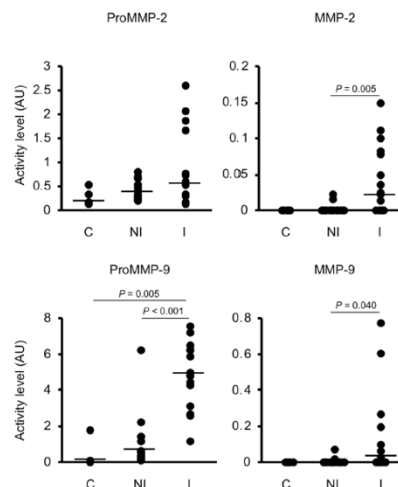 ProMMP-2
MMP-2
Activity level (AU)
3
2.5
2
1.5
1
0.5
0
C NI I
0.2
0.15
0.1
0.05
0
P = 0.005
C NI I
ProMMP-9
MMP-9
Activity level (AU)
8
6
4
2
0
P = 0.005
P < 0.001
C NI I
0.8
0.6
0.4
0.2
0
P = 0.040
C NI I